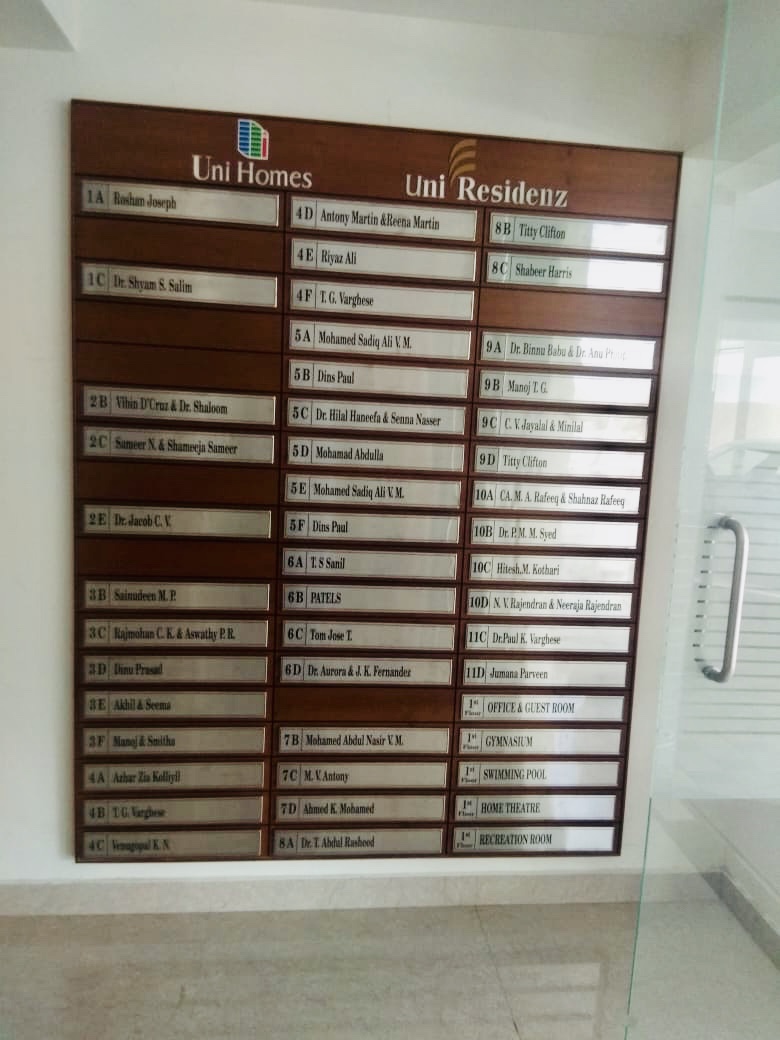 Uni Homes
Uni Residenz
1A Roshan Joseph
1C Dr. Shyam S. Salim
2B Vibin D'Cruz & Dr. Shaloom
2C Sameer N. & Shameeja Sameer
2E Dr. Jacob C. V.
3B Sainudeen M. P.
3C Rajmohan C. K. & Aswathy P. R.
3D Dinu Prasad
3E Akhil & Seema
3F Manoj & Smitha
4A Azhar Zia Kolliyil
4B T. G. Varghese
4C Venugopal K. N.
4D Antony Martin &Reena Martin
4E Riyaz Ali
4F T. G. Varghese
5A Mohamed Sadiq Ali V. M.
5B Dins Paul
5C Dr. Hilal Haneefa & Senna Nasser
5D Mohamad Abdulla
5E Mohamed Sadiq Ali V. M.
5F Dins Paul
6A T. S Sanil
6B PATELS
6C Tom Jose T.
6D Dr. Aurora & J. K. Fernandez
7B Mohamed Abdul Nasir V. M.
7C M. V. Antony
7D Ahmed K. Mohamed
8A Dr. T. Abdul Rasheed
8B Titty Clifton
8C Shabeer Harris
9A Dr. Binnu Babu & Dr. Anu
9B Manoj T. G.
9C C. V. Jayalal & Minilal
9D Titty Clifton
10A CA. M. A. Rafeeq & Shahnaz Rafeeq
10B Dr. P. M. M. Syed
10C Hitesh.M. Kothari
10D N. V. Rajendran & Neeraja Rajendran
11C Dr.Paul K. Varghese
11D Jumana Parveen
1st Floor OFFICE & GUEST ROOM
1st Floor GYMNASIUM
1st Floor SWIMMING POOL
1st Floor HOME THEATRE
1st Floor RECREATION ROOM